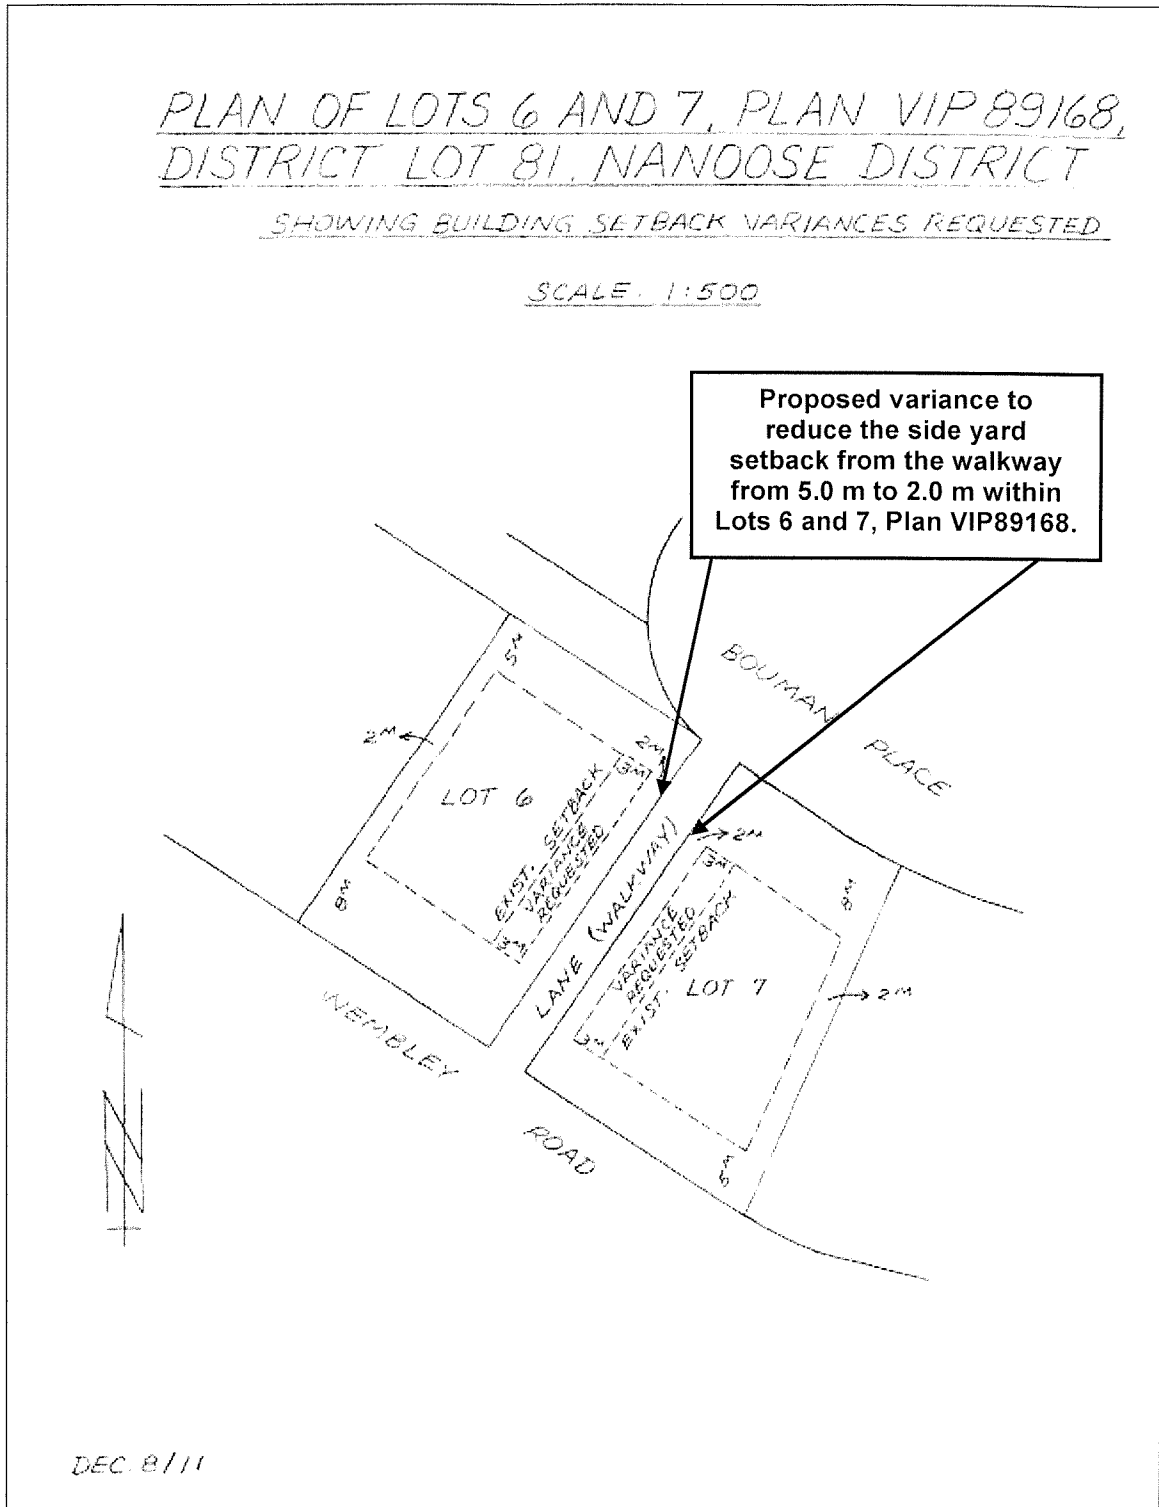 PLAN OF LOTS 6 AND 7, PLAN VIP89168,
DISTRICT LOT 81, NANOOSE DISTRICT
SHOWING BUILDING SETBACK VARIANCES REQUESTED
SCALE. 1:500
Proposed variance to
reduce the side yard
setback from the walkway
from 5.0 m to 2.0 m within
Lots 6 and 7, Plan VIP89168.
BOUMAN
PLACE
5M
2M
2M
3M
LOT 6
EXIST. SETBACK
VARIANCE
REQUESTED
8M
3M
LANE (WALKWAY)
2M
3M
8M
VARIANCE
REQUESTED
EXIST. SETBACK
LOT 7
2M
3M
WEMBLEY
ROAD
DEC. 8/11